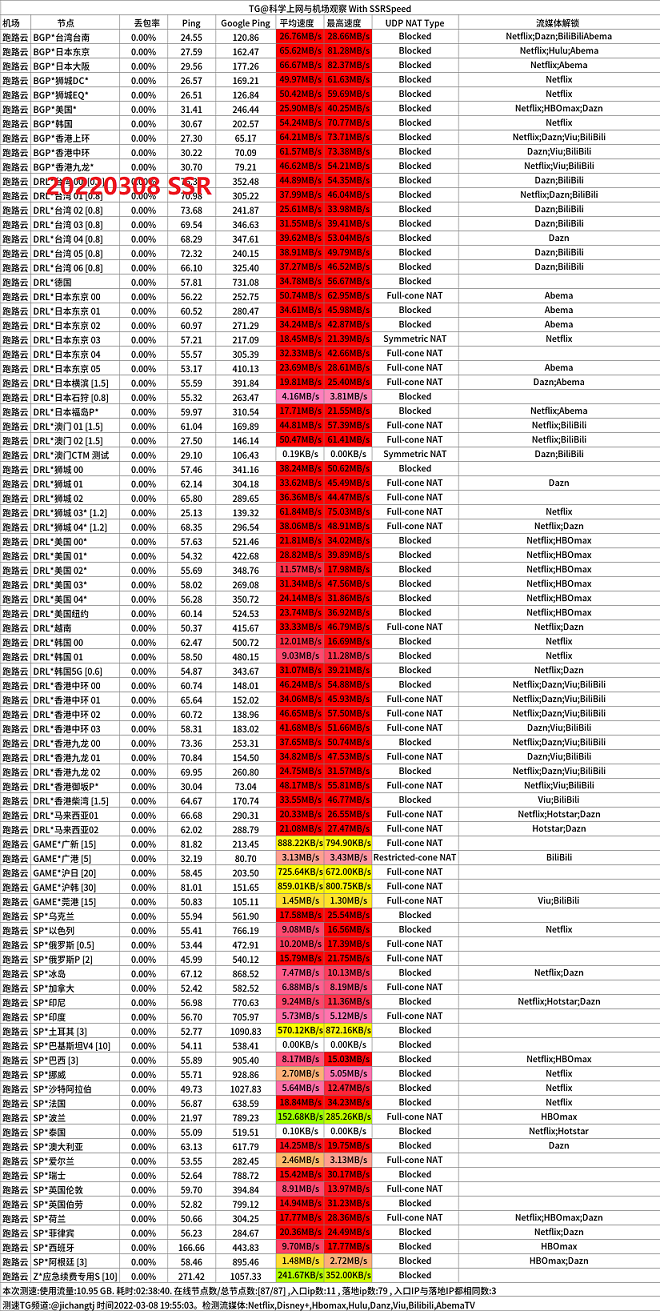 TG@科学上网与机场观察 With SSRSpeed
机场 节点 丢包率 Ping Google Ping 平均速度 最高速度 UDP NAT Type 流媒体解锁
跑路云 BGP*台湾台南 0.00% 24.55 120.86 26.76MB/s 28.66MB/s Blocked Netflix;Dazn;BiliBiliAbema
跑路云 BGP*日本东京 0.00% 27.59 162.47 65.62MB/s 81.28MB/s Blocked Netflix;Hulu;Abema
跑路云 BGP*日本大阪 0.00% 29.56 177.26 66.67MB/s 82.37MB/s Blocked Netflix;Abema
跑路云 BGP*狮城DC* 0.00% 26.57 169.21 49.97MB/s 61.63MB/s Blocked Netflix
跑路云 BGP*狮城EQ* 0.00% 26.51 126.84 50.42MB/s 59.69MB/s Blocked Netflix
跑路云 BGP*美国* 0.00% 31.41 246.44 25.90MB/s 40.25MB/s Blocked Netflix;HBOmax;Dazn
跑路云 BGP*韩国 0.00% 30.67 202.57 54.24MB/s 70.77MB/s Blocked Netflix
跑路云 BGP*香港上环 0.00% 27.30 65.17 64.21MB/s 73.71MB/s Blocked Netflix;Dazn;Viu;BiliBili
跑路云 BGP*香港中环 0.00% 30.22 70.09 61.57MB/s 73.38MB/s Blocked Dazn;Viu;BiliBili
跑路云 BGP*香港九龙* 0.00% 30.70 79.21 46.62MB/s 54.21MB/s Blocked Netflix;Viu;BiliBili
跑路云 352.48 44.89MB/s 54.35MB/s Blocked Dazn;BiliBili
20220308 SSR
跑路云 DRL*台湾 01 [0.8] 0.00% 70.98 305.22 37.99MB/s 46.04MB/s Blocked Netflix;Dazn;BiliBili
跑路云 DRL*台湾 02 [0.8] 0.00% 73.68 241.87 25.61MB/s 33.98MB/s Blocked Dazn;BiliBili
跑路云 DRL*台湾 03 [0.8] 0.00% 69.54 346.63 31.55MB/s 39.41MB/s Blocked Dazn;BiliBili
跑路云 DRL*台湾 04 [0.8] 0.00% 68.29 347.61 39.62MB/s 53.04MB/s Blocked Dazn
跑路云 DRL*台湾 05 [0.8] 0.00% 72.32 240.15 38.91MB/s 49.79MB/s Blocked Dazn;BiliBili
跑路云 DRL*台湾 06 [0.8] 0.00% 66.10 325.40 37.27MB/s 46.52MB/s Blocked Dazn;BiliBili
跑路云 DRL*德国 0.00% 57.81 731.08 34.78MB/s 56.67MB/s Blocked
跑路云 DRL*日本东京 00 0.00% 56.22 252.75 50.74MB/s 62.95MB/s Full-cone NAT Abema
跑路云 DRL*日本东京 01 0.00% 60.52 280.47 34.61MB/s 45.98MB/s Blocked Abema
跑路云 DRL*日本东京 02 0.00% 60.97 271.29 34.24MB/s 42.87MB/s Blocked Abema
跑路云 DRL*日本东京 03 0.00% 57.21 217.09 18.45MB/s 21.39MB/s Symmetric NAT Netflix
跑路云 DRL*日本东京 04 0.00% 55.57 305.39 32.33MB/s 42.66MB/s Full-cone NAT
跑路云 DRL*日本东京 05 0.00% 53.17 410.13 23.69MB/s 28.61MB/s Full-cone NAT Abema
跑路云 DRL*日本横滨 [1.5] 0.00% 55.59 391.84 19.81MB/s 25.40MB/s Full-cone NAT Dazn;Abema
跑路云 DRL*日本石狩 [0.8] 0.00% 55.32 263.47 4.16MB/s 3.81MB/s Blocked
跑路云 DRL*日本福岛P* 0.00% 59.97 310.54 17.71MB/s 21.55MB/s Blocked Netflix;Abema
跑路云 DRL*澳门 01 [1.5] 0.00% 61.04 169.89 44.81MB/s 57.39MB/s Full-cone NAT Netflix;BiliBili
跑路云 DRL*澳门 02 [1.5] 0.00% 27.50 146.14 50.47MB/s 61.41MB/s Full-cone NAT Netflix;BiliBili
跑路云 DRL*澳门CTM 测试 0.00% 29.10 106.43 0.19KB/s 0.00KB/s Symmetric NAT Dazn;BiliBili
跑路云 DRL*狮城 00 0.00% 57.46 341.16 38.24MB/s 50.62MB/s Blocked
跑路云 DRL*狮城 01 0.00% 62.14 304.18 33.62MB/s 45.49MB/s Full-cone NAT Dazn
跑路云 DRL*狮城 02 0.00% 65.80 289.65 36.36MB/s 44.47MB/s Full-cone NAT
跑路云 DRL*狮城 03* [1.2] 0.00% 25.13 139.32 61.84MB/s 75.03MB/s Full-cone NAT Netflix
跑路云 DRL*狮城 04* [1.2] 0.00% 68.35 296.54 38.06MB/s 48.91MB/s Full-cone NAT Netflix;Dazn
跑路云 DRL*美国 00* 0.00% 57.63 521.46 21.81MB/s 34.02MB/s Blocked Netflix;HBOmax
跑路云 DRL*美国 01* 0.00% 54.32 422.68 28.82MB/s 39.89MB/s Blocked Netflix;HBOmax
跑路云 DRL*美国 02* 0.00% 55.69 348.76 11.57MB/s 17.98MB/s Blocked Netflix;HBOmax
跑路云 DRL*美国 03* 0.00% 58.02 269.08 31.34MB/s 47.56MB/s Blocked Netflix;HBOmax
跑路云 DRL*美国 04* 0.00% 56.28 350.72 24.14MB/s 31.86MB/s Blocked Netflix;HBOmax
跑路云 DRL*美国纽约 0.00% 60.14 524.53 23.74MB/s 36.92MB/s Blocked Netflix;HBOmax
跑路云 DRL*越南 0.00% 50.37 415.67 33.33MB/s 46.79MB/s Full-cone NAT Netflix;Dazn
跑路云 DRL*韩国 00 0.00% 62.47 500.72 12.01MB/s 16.69MB/s Blocked Netflix
跑路云 DRL*韩国 01 0.00% 58.50 480.15 9.03MB/s 11.28MB/s Blocked Netflix
跑路云 DRL*韩国5G [0.6] 0.00% 54.87 343.67 31.07MB/s 39.21MB/s Blocked Netflix;Dazn
跑路云 DRL*香港中环 00 0.00% 60.74 148.01 46.24MB/s 54.88MB/s Blocked Netflix;Dazn;Viu;BiliBili
跑路云 DRL*香港中环 01 0.00% 65.64 152.02 34.06MB/s 45.93MB/s Full-cone NAT Netflix;Dazn;Viu;BiliBili
跑路云 DRL*香港中环 02 0.00% 60.72 138.96 46.65MB/s 57.50MB/s Full-cone NAT Netflix;Dazn;Viu;BiliBili
跑路云 DRL*香港中环 03 0.00% 58.31 183.02 41.68MB/s 51.66MB/s Full-cone NAT Dazn;Viu;BiliBili
跑路云 DRL*香港九龙 00 0.00% 73.36 253.31 37.65MB/s 50.74MB/s Blocked Netflix;Dazn;Viu;BiliBili
跑路云 DRL*香港九龙 01 0.00% 70.84 154.50 34.82MB/s 47.53MB/s Full-cone NAT Dazn;Viu;BiliBili
跑路云 DRL*香港九龙 02 0.00% 69.95 260.80 24.75MB/s 31.57MB/s Blocked Netflix;Dazn;Viu;BiliBili
跑路云 DRL*香港御坂P* 0.00% 30.04 73.04 48.17MB/s 55.81MB/s Full-cone NAT Netflix;Viu;BiliBili
跑路云 DRL*香港柴湾 [1.5] 0.00% 64.67 170.74 33.55MB/s 46.77MB/s Blocked Viu;BiliBili
跑路云 DRL*马来西亚01 0.00% 66.68 290.31 20.33MB/s 26.55MB/s Full-cone NAT Netflix;Hotstar;Dazn
跑路云 DRL*马来西亚02 0.00% 62.02 288.79 21.08MB/s 27.47MB/s Full-cone NAT Hotstar;Dazn
跑路云 GAME*广新 [15] 0.00% 81.82 213.45 888.22KB/s 794.90KB/s Full-cone NAT
跑路云 GAME*广港 [5] 0.00% 32.19 80.70 3.13MB/s 3.43MB/s Restricted-cone NAT BiliBili
跑路云 GAME*沪日 [20] 0.00% 58.45 203.50 725.64KB/s 672.00KB/s Full-cone NAT
跑路云 GAME*沪韩 [30] 0.00% 81.01 151.65 859.01KB/s 800.75KB/s Full-cone NAT
跑路云 GAME*莞港 [15] 0.00% 50.83 105.11 1.45MB/s 1.30MB/s Full-cone NAT Viu;BiliBili
跑路云 SP*乌克兰 0.00% 55.94 561.90 17.58MB/s 25.54MB/s Blocked
跑路云 SP*以色列 0.00% 55.41 766.19 9.08MB/s 16.56MB/s Blocked Netflix
跑路云 SP*俄罗斯 [0.5] 0.00% 53.44 472.91 10.20MB/s 17.39MB/s Full-cone NAT
跑路云 SP*俄罗斯P [2] 0.00% 45.99 540.12 15.79MB/s 21.75MB/s Full-cone NAT
跑路云 SP*冰岛 0.00% 67.12 868.52 7.47MB/s 10.13MB/s Blocked Netflix;Dazn
跑路云 SP*加拿大 0.00% 52.42 582.52 6.88MB/s 8.19MB/s Full-cone NAT
跑路云 SP*印尼 0.00% 56.98 770.63 9.24MB/s 11.36MB/s Blocked Netflix;Hotstar;Dazn
跑路云 SP*印度 0.00% 56.70 705.97 5.73MB/s 5.12MB/s Full-cone NAT
跑路云 SP*土耳其 [3] 0.00% 52.77 1090.83 570.12KB/s 872.16KB/s Blocked
跑路云 SP*巴基斯坦V4 [10] 0.00% 54.11 538.41 0.00KB/s 0.00KB/s Blocked
跑路云 SP*巴西 [3] 0.00% 55.89 905.40 8.17MB/s 15.03MB/s Blocked Netflix;HBOmax
跑路云 SP*挪威 0.00% 55.71 928.86 2.70MB/s 5.05MB/s Blocked Netflix
跑路云 SP*沙特阿拉伯 0.00% 49.73 1027.83 5.64MB/s 12.47MB/s Blocked Netflix
跑路云 SP*法国 0.00% 56.87 638.59 18.84MB/s 34.23MB/s Blocked Netflix
跑路云 SP*波兰 0.00% 21.97 789.23 152.68KB/s 285.26KB/s Full-cone NAT HBOmax
跑路云 SP*泰国 0.00% 55.09 519.51 0.10KB/s 0.00KB/s Blocked Netflix;Hotstar
跑路云 SP*澳大利亚 0.00% 63.13 617.79 14.25MB/s 19.75MB/s Blocked Dazn
跑路云 SP*爱尔兰 0.00% 53.55 282.45 2.46MB/s 3.13MB/s Full-cone NAT
跑路云 SP*瑞士 0.00% 52.64 788.72 15.42MB/s 30.17MB/s Blocked
跑路云 SP*英国伦敦 0.00% 59.70 394.84 8.91MB/s 13.97MB/s Full-cone NAT
跑路云 SP*英国伯劳 0.00% 52.82 799.12 14.94MB/s 31.23MB/s Blocked
跑路云 SP*荷兰 0.00% 50.66 304.25 17.77MB/s 28.36MB/s Full-cone NAT Netflix;HBOmax;Dazn
跑路云 SP*菲律宾 0.00% 56.23 284.67 20.36MB/s 24.49MB/s Blocked Netflix;Dazn
跑路云 SP*西班牙 0.00% 166.66 443.83 9.70MB/s 17.77MB/s Blocked HBOmax
跑路云 SP*阿根廷 [3] 0.00% 58.46 895.46 1.48MB/s 2.72MB/s Blocked HBOmax;Dazn
跑路云 Z*应急续费专用S [10] 0.00% 271.42 1057.33 241.67KB/s 352.00KB/s Blocked
本次测速:使用流量:10.95 GB. 耗时:02:38:40. 在线节点数/总节点数:[87/87] ,入口ip数:11 , 落地ip数:79 , 入口IP与落地IP都相同数:3
测速TG频道:@jichangtj 时间2022-03-08 19:55:03。检测流媒体:Netflix,Disney+,Hbomax,Hulu,Danz,Viu,Bilibili,AbemaTV